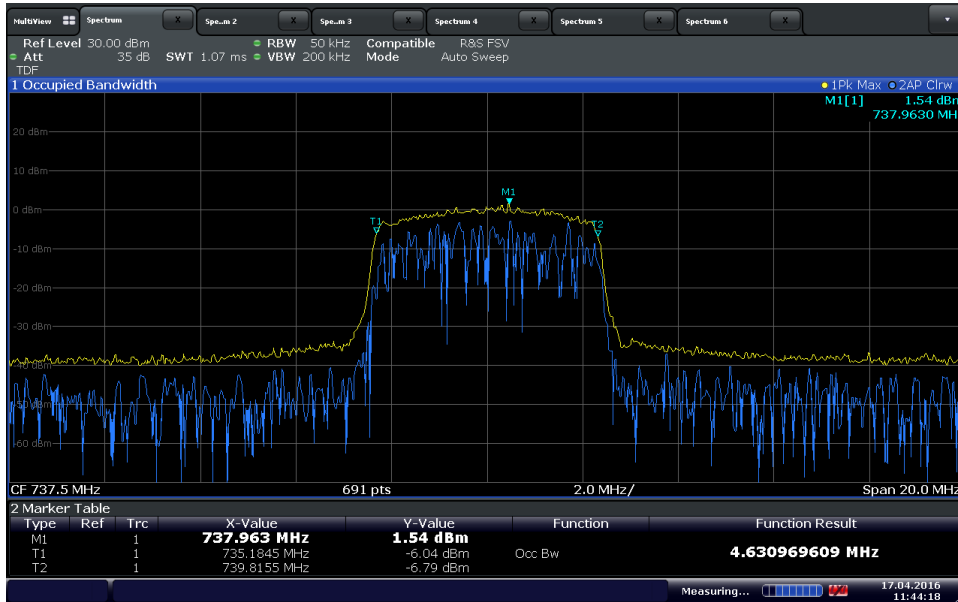 MultiView Spectrum X Spe...m 2 X Spe...m 3 X Spectrum 4 X Spectrum 5 X Spectrum 6 X
Ref Level 30.00 dBm RBW 50 kHz Compatible R&S FSV
Att 35 dB SWT 1.07 ms VBW 200 kHz Mode Auto Sweep
TDF
1 Occupied Bandwidth 1Pk Max 2AP Clrw
M1[1] 1.54 dBm
737.9630 MH
20 dBm
10 dBm
M1
0 dBm
T1 T2
-10 dBm
-20 dBm
-30 dBm
-40 dBm
-50 dBm
-60 dBm
CF 737.5 MHz 691 pts 2.0 MHz/ Span 20.0 MHz
2 Marker Table
Type Ref Trc X-Value Y-Value Function Function Result
M1 1 737.963 MHz 1.54 dBm
T1 1 735.1845 MHz -6.04 dBm Occ Bw 4.630969609 MHz
T2 1 739.8155 MHz -6.79 dBm
Measuring... 17.04.2016
11:44:18